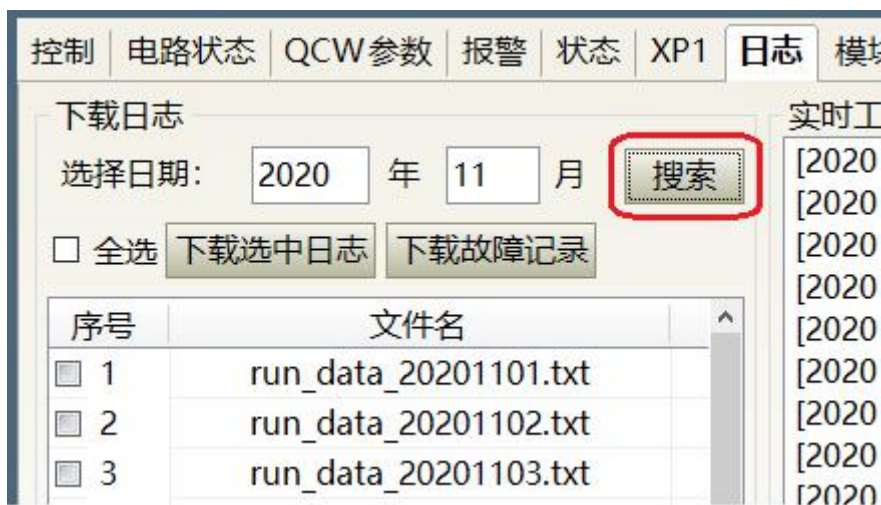 控制 电路状态 QCW参数 报警 状态 XP1 日志
下载日志
选择日期： 2020 年 11 月 搜索
全选 下载选中日志 下载故障记录
序号 文件名
1 run_data_20201101.txt
2 run_data_20201102.txt
3 run_data_20201103.txt
实时工
[2020
[2020
[2020
[2020
[2020
[2020
[2020
[2020
[2020